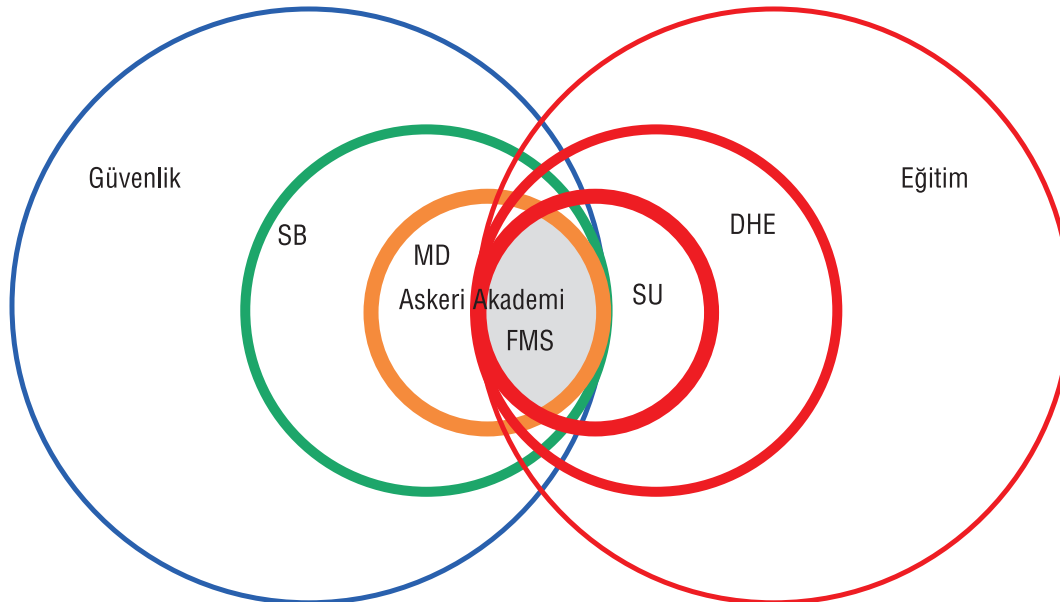 Güvenlik
Eğitim
SB
DHE
MD
SU
Askeri Akademi
FMS